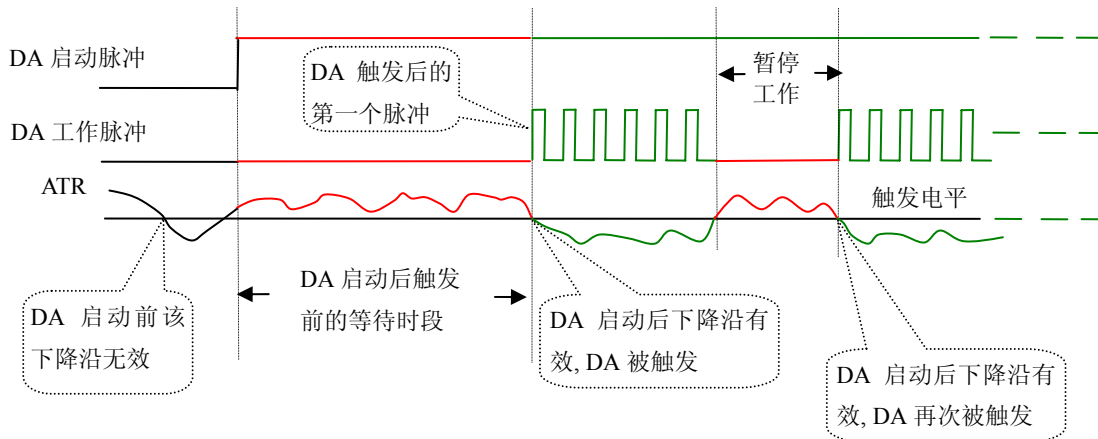 DA 启动脉冲
DA 触发后的
第一个脉冲
暂停
工作
DA 工作脉冲
ATR
触发电平
DA 启动后触发
前的等待时段
DA 启动前该
下降沿无效
DA 启动后下降沿有
效, DA 被触发
DA 启动后下降沿有
效, DA 再次被触发